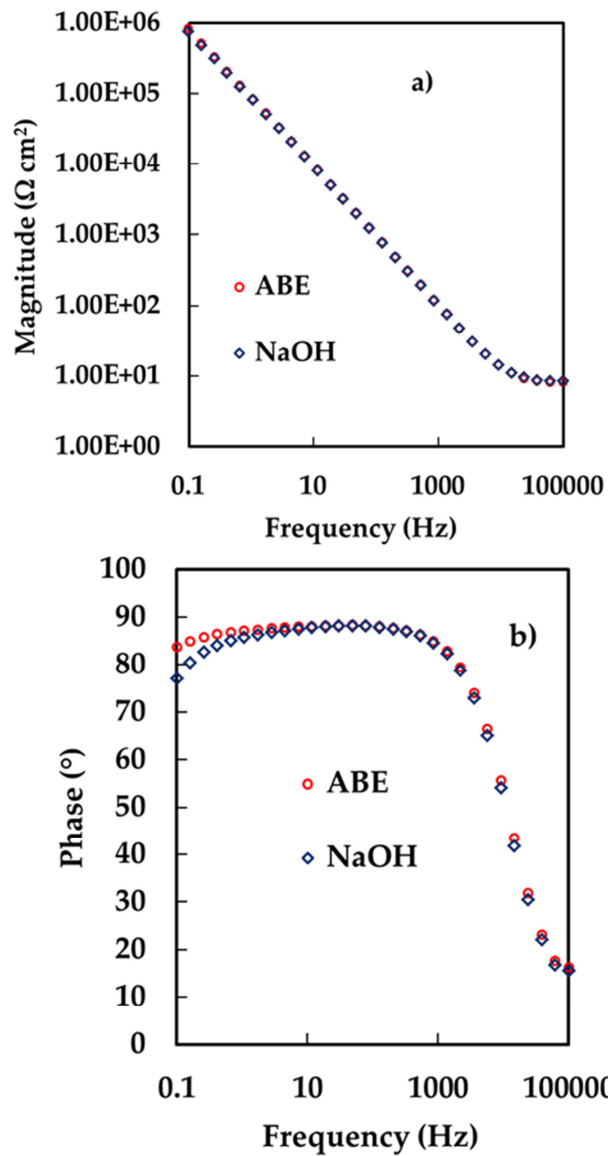 1.00E+06
1.00E+05
1.00E+04
1.00E+03
1.00E+02
1.00E+01
1.00E+00
Magnitude (Ω cm²)
a)
ABE
NaOH
0.1 10 1000 100000
Frequency (Hz)
100
90
80
70
60
50
40
30
20
10
0
Phase (°)
b)
ABE
NaOH
0.1 10 1000 100000
Frequency (Hz)